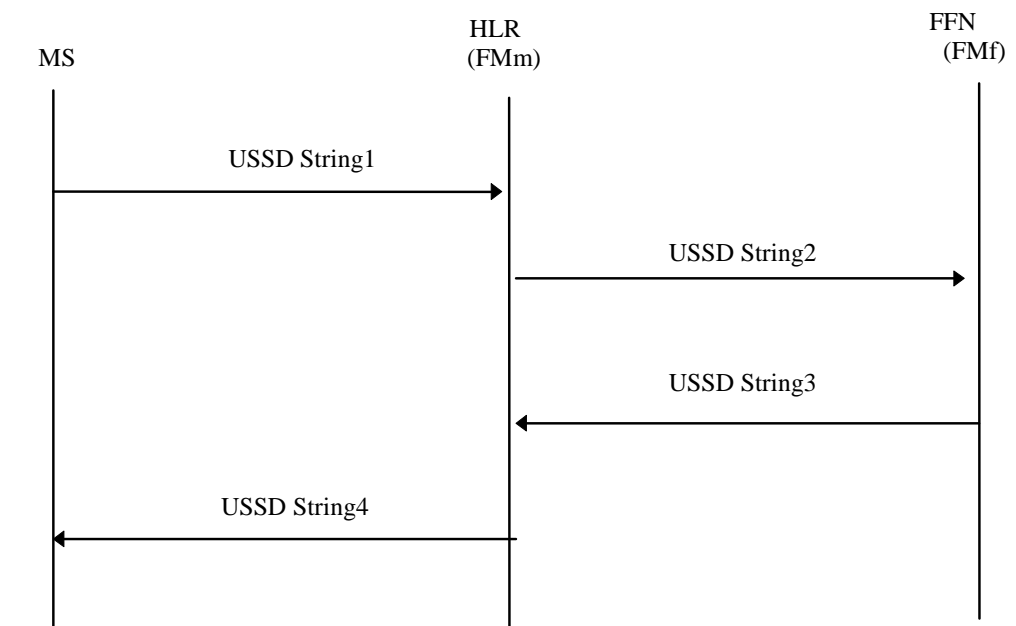 MS
HLR
(FMm)
FFN
(FMf)
USSD String1
USSD String2
USSD String3
USSD String4